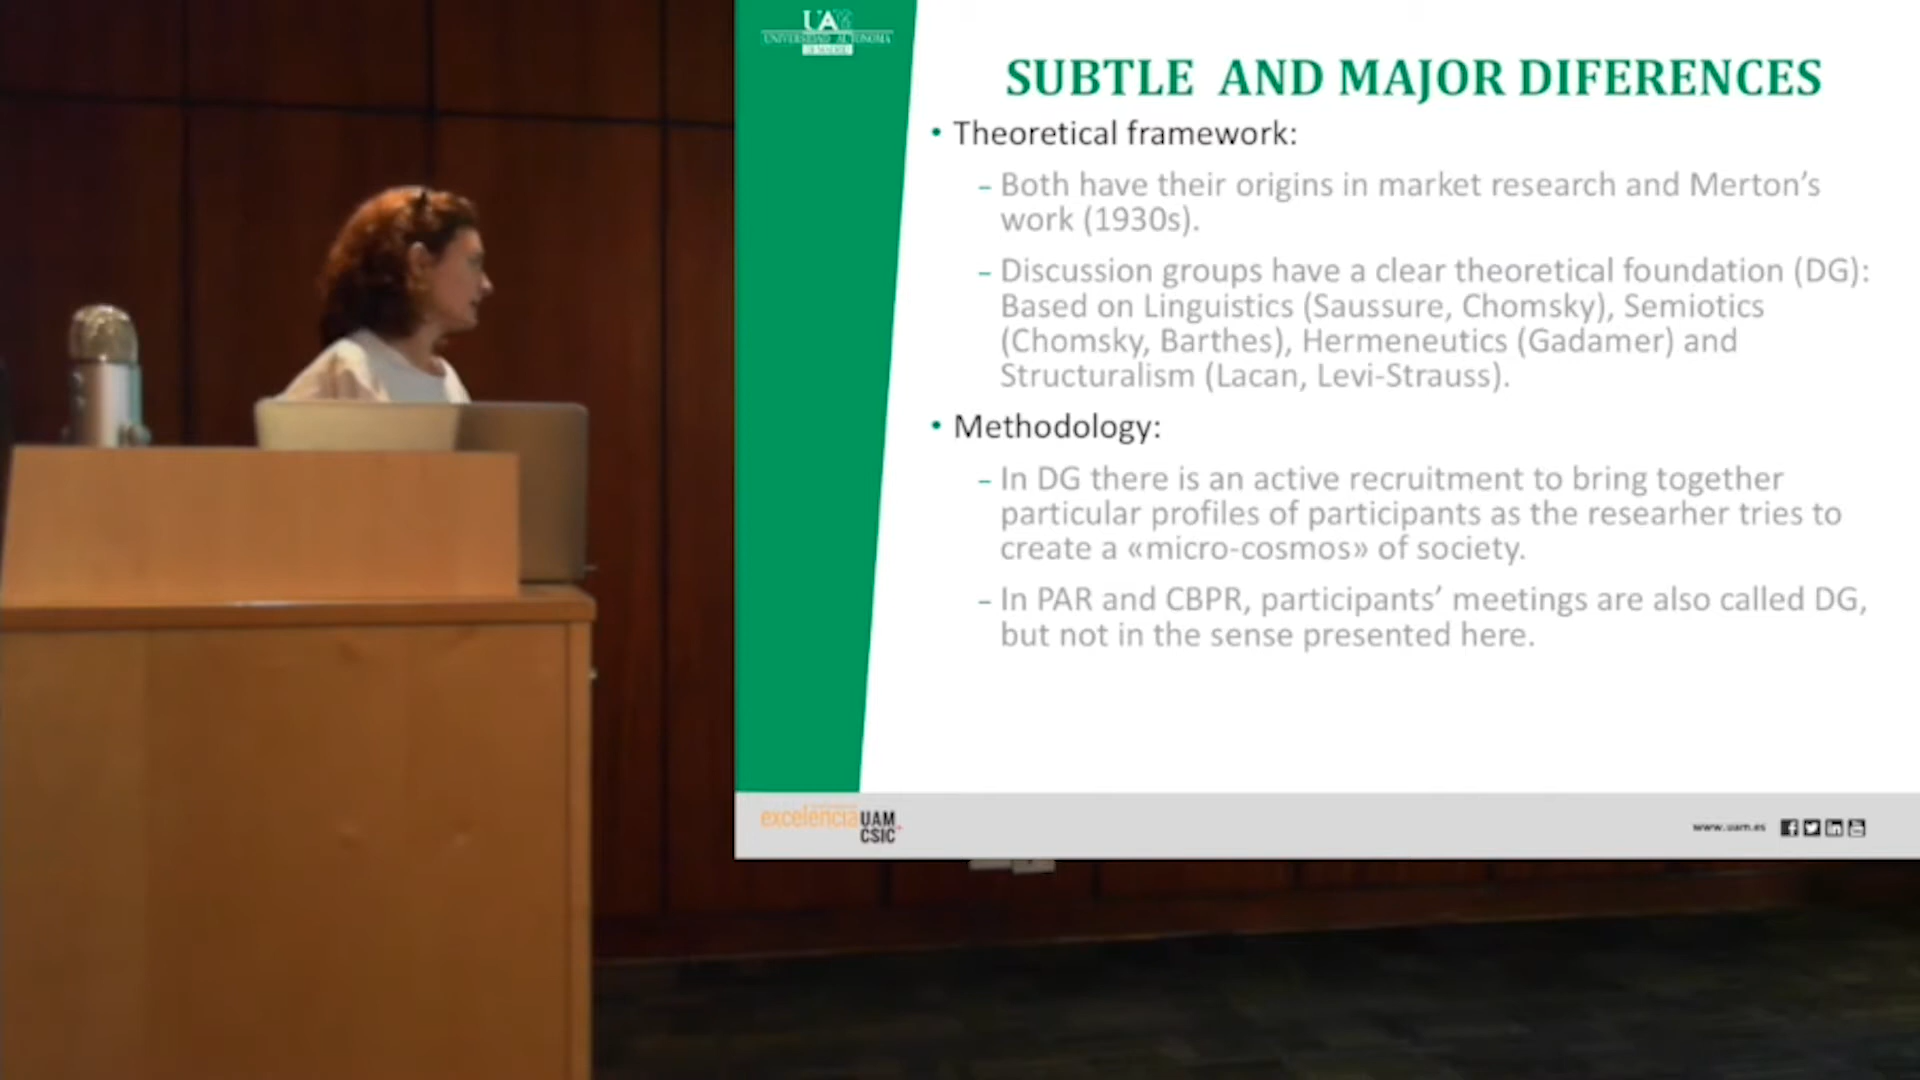 UAM
UNIVERSIDAD AUTONOMA
DE MADRID
SUBTLE AND MAJOR DIFERENCES
• Theoretical framework:
– Both have their origins in market research and Merton’s
work (1930s).
– Discussion groups have a clear theoretical foundation (DG):
Based on Linguistics (Saussure, Chomsky), Semiotics
(Chomsky, Barthes), Hermeneutics (Gadamer) and
Structuralism (Lacan, Levi-Strauss).
• Methodology:
– In DG there is an active recruitment to bring together
particular profiles of participants as the researher tries to
create a «micro-cosmos» of society.
– In PAR and CBPR, participants’ meetings are also called DG,
but not in the sense presented here.
excelencia UAM
CSIC
www.uam.es